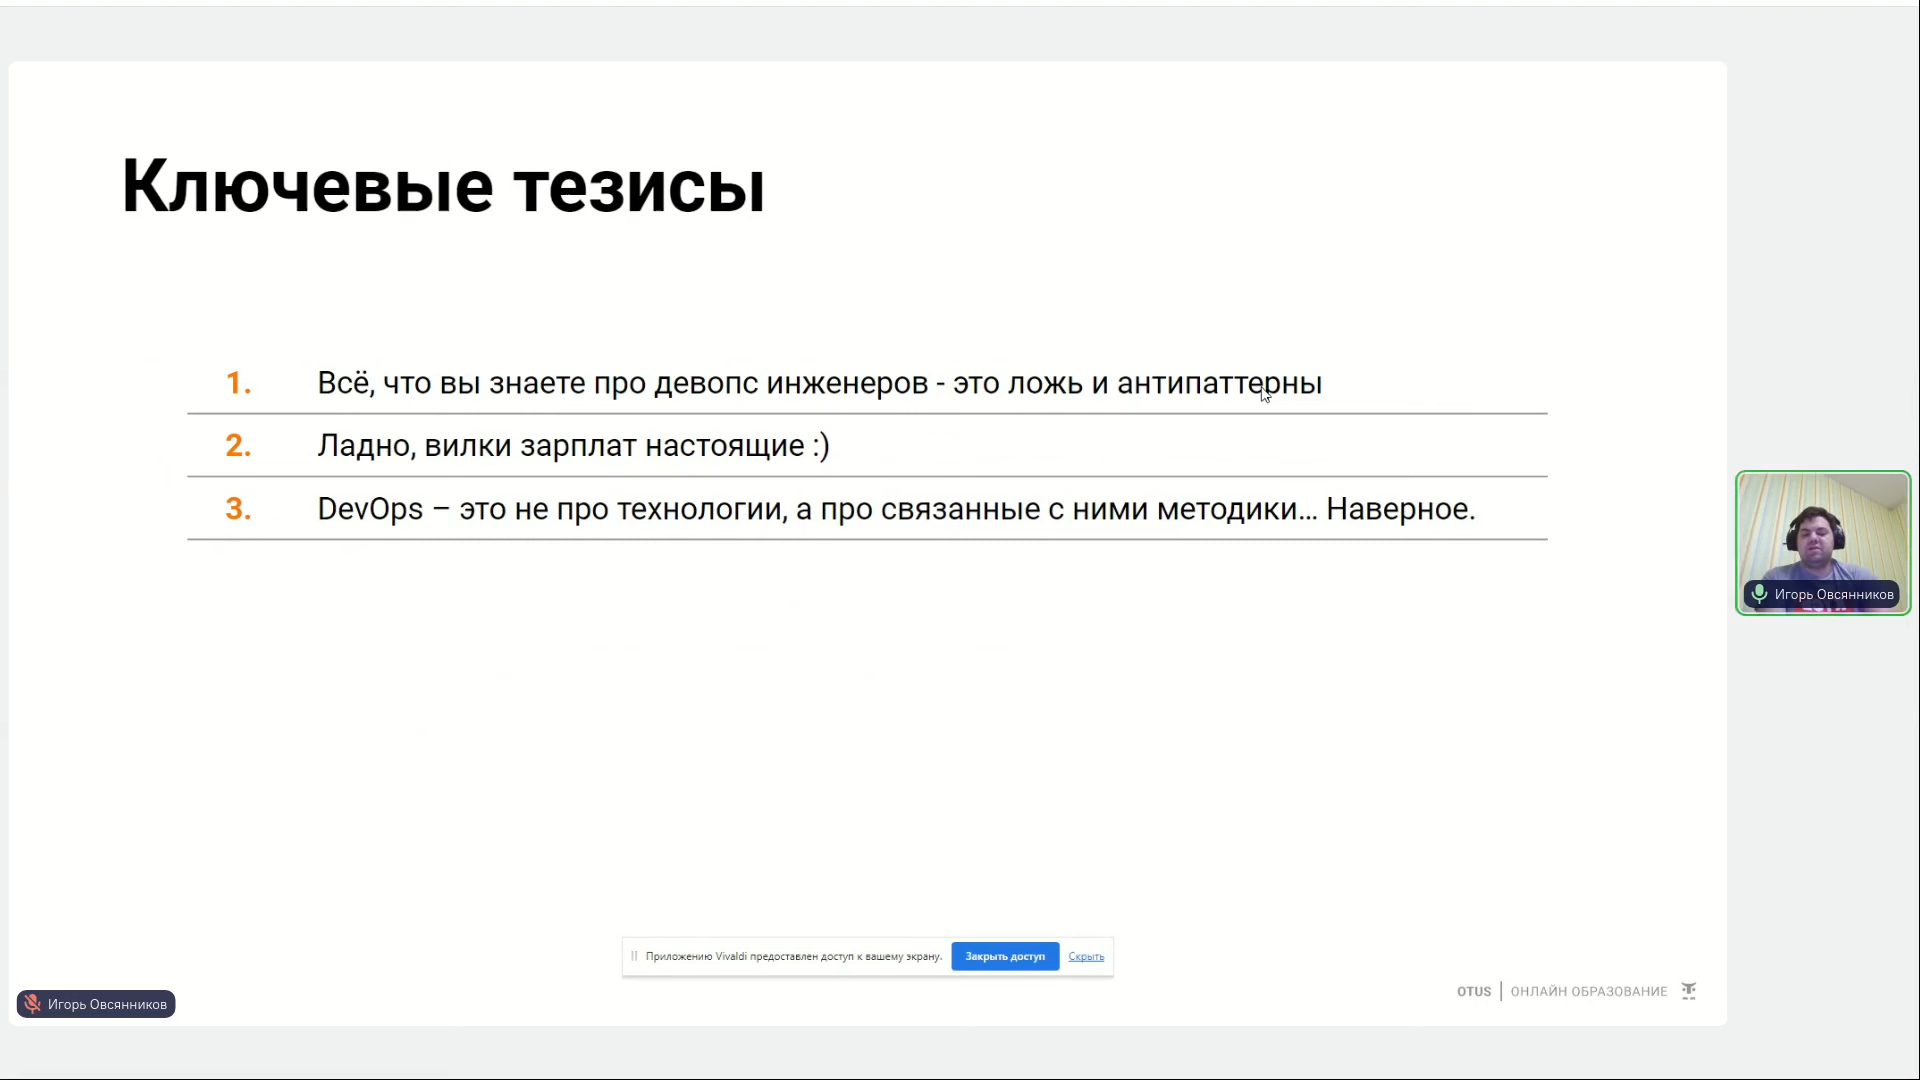 Ключевые тезисы
1. Всё, что вы знаете про девопс инженеров - это ложь и антипаттерны
2. Ладно, вилки зарплат настоящие :)
3. DevOps – это не про технологии, а про связанные с ними методики... Наверное.
Игорь Овсянников
Приложению Vivaldi предоставлен доступ к вашему экрану. Закрыть доступ Скрыть
OTUS | ОНЛАЙН ОБРАЗОВАНИЕ
Игорь Овсянников